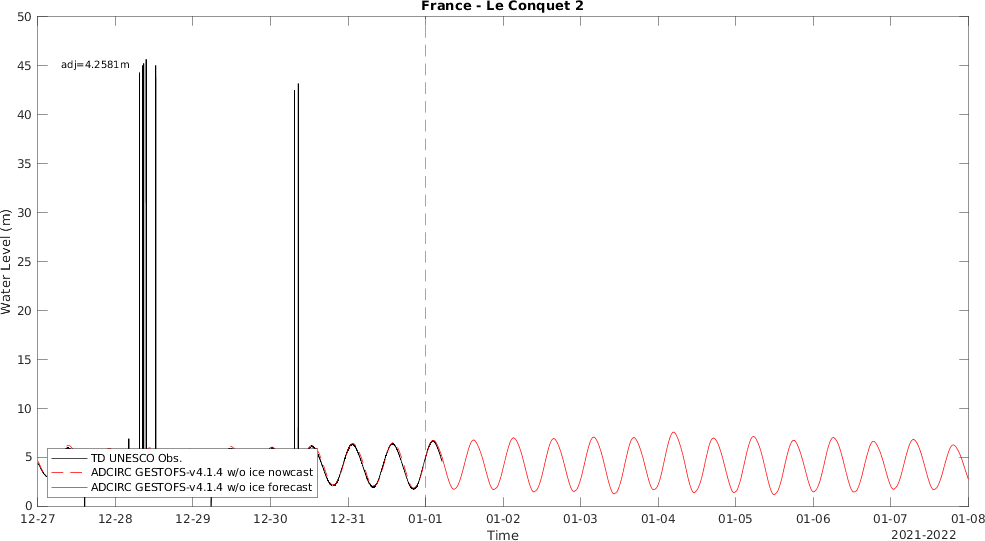 France - Le Conquet 2
50
45
40
35
30
25
20
15
10
5
0
Water Level (m)
adj=4.2581m
TD UNESCO Obs.
ADCIRC GESTOFS-v4.1.4 w/o ice nowcast
ADCIRC GESTOFS-v4.1.4 w/o ice forecast
12-27 12-28 12-29 12-30 12-31 01-01 01-02 01-03 01-04 01-05 01-06 01-07 01-08
Time
2021-2022